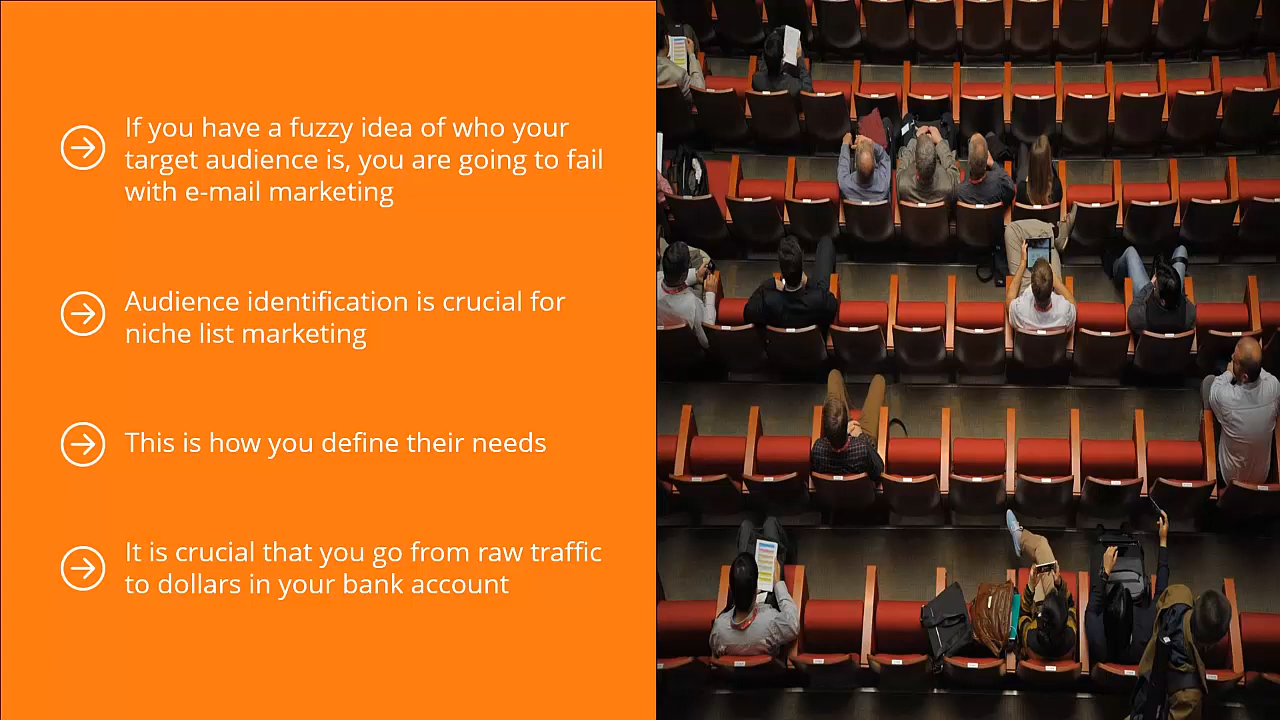 If you have a fuzzy idea of who your
target audience is, you are going to fail
with e-mail marketing
Audience identification is crucial for
niche list marketing
This is how you define their needs
It is crucial that you go from raw traffic
to dollars in your bank account